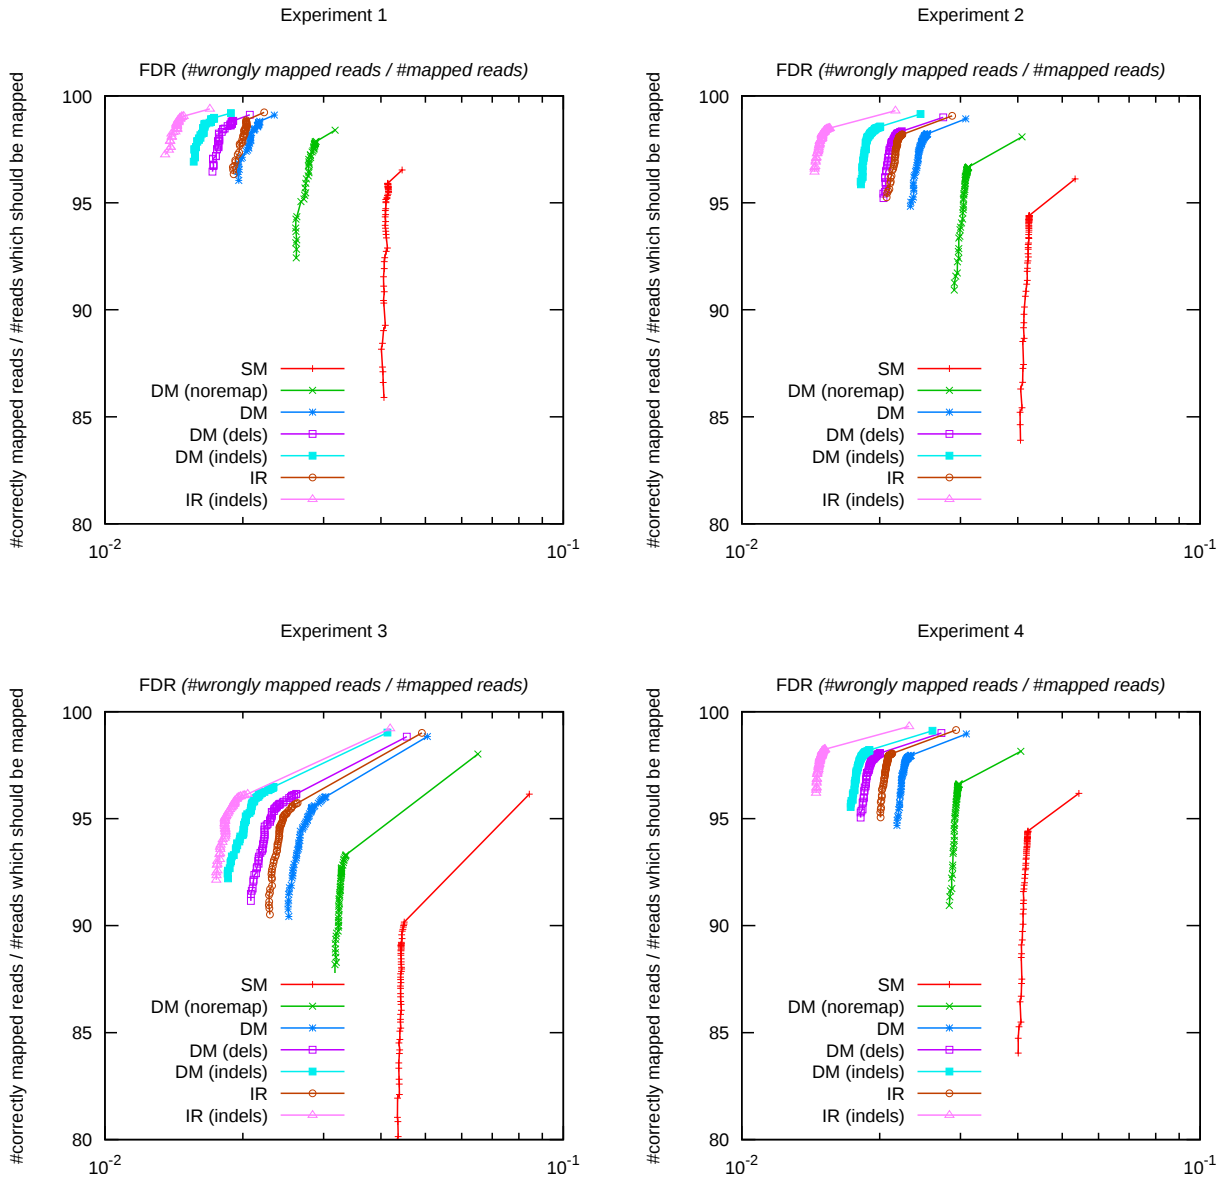 Experiment 1
FDR (#wrongly mapped reads / #mapped reads)
#correctly mapped reads / #reads which should be mapped
100
95
90
85
80
10-2
10-1
SM
DM (noremap)
DM
DM (dels)
DM (indels)
IR
IR (indels)
Experiment 2
FDR (#wrongly mapped reads / #mapped reads)
#correctly mapped reads / #reads which should be mapped
100
95
90
85
80
10-2
10-1
SM
DM (noremap)
DM
DM (dels)
DM (indels)
IR
IR (indels)
Experiment 3
FDR (#wrongly mapped reads / #mapped reads)
#correctly mapped reads / #reads which should be mapped
100
95
90
85
80
10-2
10-1
SM
DM (noremap)
DM
DM (dels)
DM (indels)
IR
IR (indels)
Experiment 4
FDR (#wrongly mapped reads / #mapped reads)
#correctly mapped reads / #reads which should be mapped
100
95
90
85
80
10-2
10-1
SM
DM (noremap)
DM
DM (dels)
DM (indels)
IR
IR (indels)